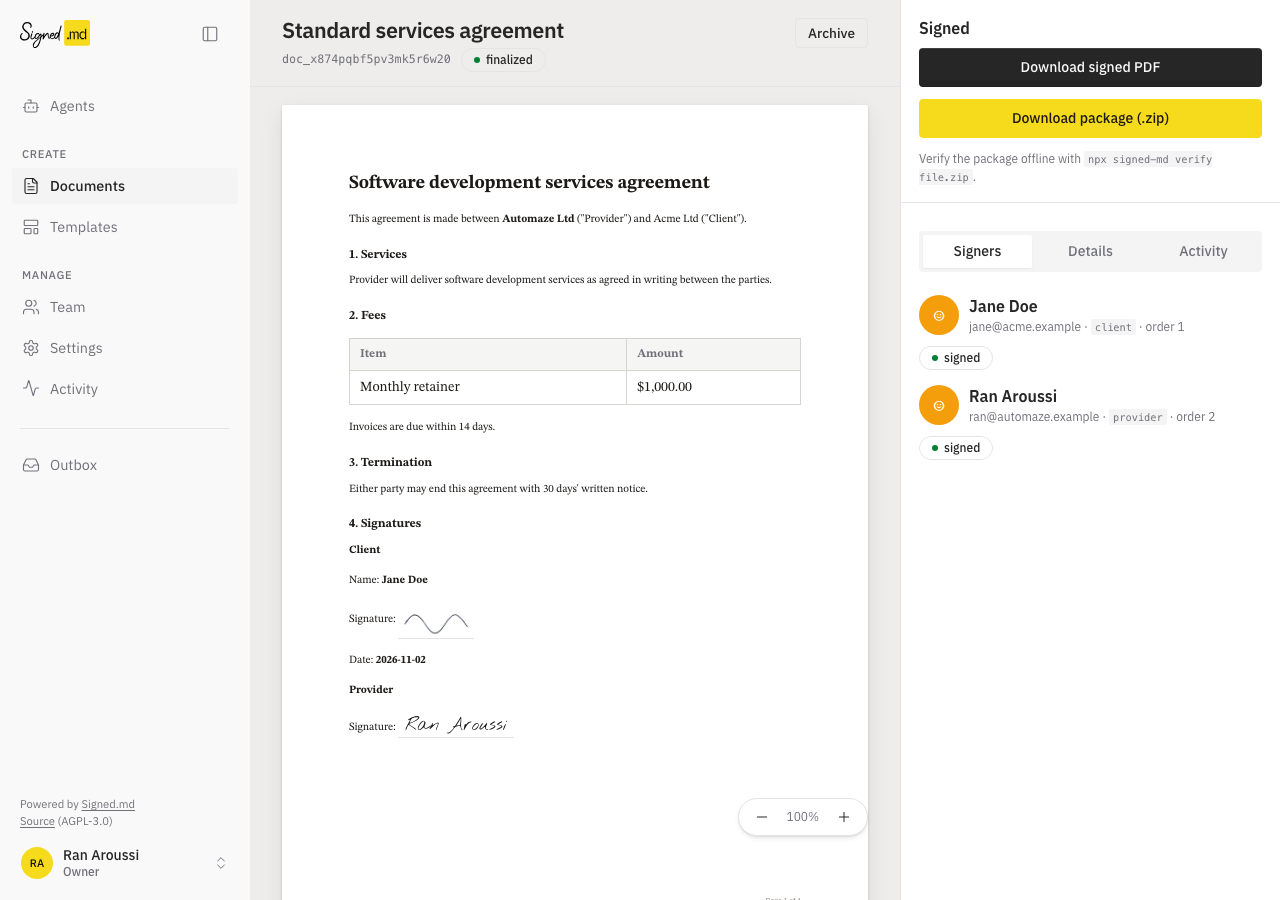 Signed .md
Agents
CREATE
Documents
Templates
MANAGE
Team
Settings
Activity
Outbox
Powered by Signed.md
Source (AGPL-3.0)
RA
Ran Aroussi
Owner
Standard services agreement
doc_x874pqbf5pv3mk5r6w20
finalized
Archive
Software development services agreement
This agreement is made between Automaze Ltd ("Provider") and Acme Ltd ("Client").
1. Services
Provider will deliver software development services as agreed in writing between the parties.
2. Fees
Item Amount
Monthly retainer $1,000.00
Invoices are due within 14 days.
3. Termination
Either party may end this agreement with 30 days' written notice.
4. Signatures
Client
Name: Jane Doe
Signature:
Date: 2026-11-02
Provider
Signature: Ran Aroussi
100%
Signed
Download signed PDF
Download package (.zip)
Verify the package offline with npx signed-md verify
file.zip.
Signers Details Activity
Jane Doe
jane@acme.example · client · order 1
signed
Ran Aroussi
ran@automaze.example · provider · order 2
signed